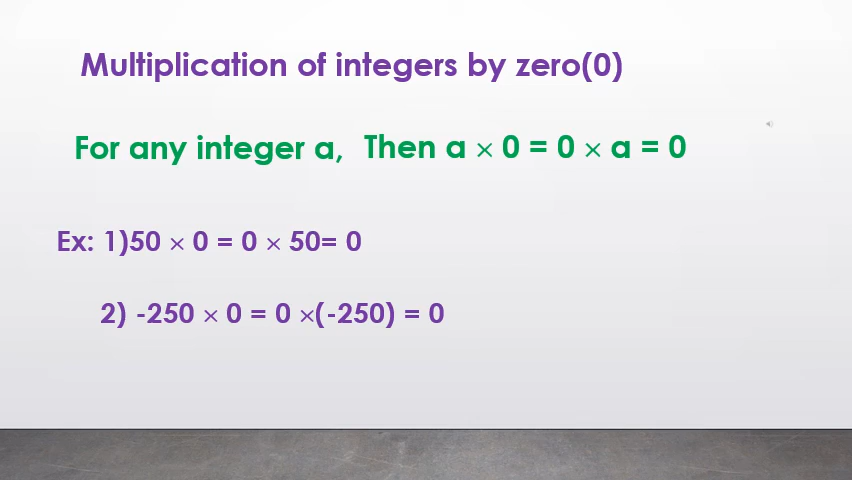 Multiplication of integers by zero(0)
For any integer a, Then a × 0 = 0 × a = 0
Ex: 1)50 × 0 = 0 × 50= 0
2) -250 × 0 = 0 ×(-250) = 0